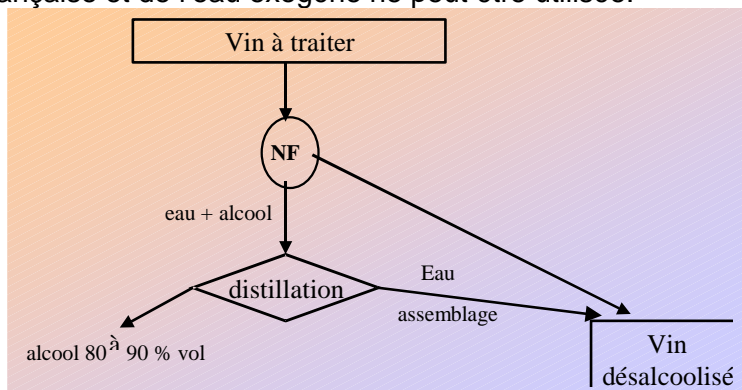 ançaise et de l'eau exogène ne peut être utilisée.
Vin à traiter
NF
eau + alcool
distillation
Eau
assemblage
alcool 80 à 90 % vol
Vin
désalcoolisé